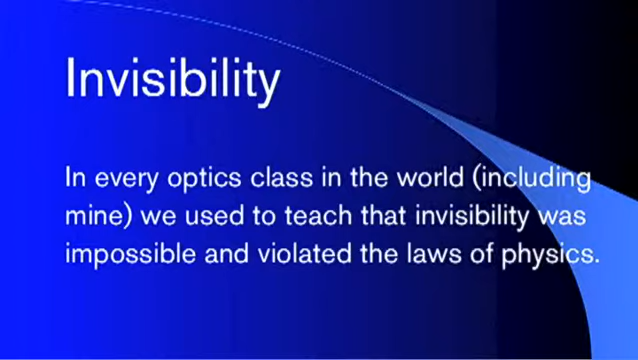 Invisibility
In every optics class in the world (including
mine) we used to teach that invisibility was
impossible and violated the laws of physics.